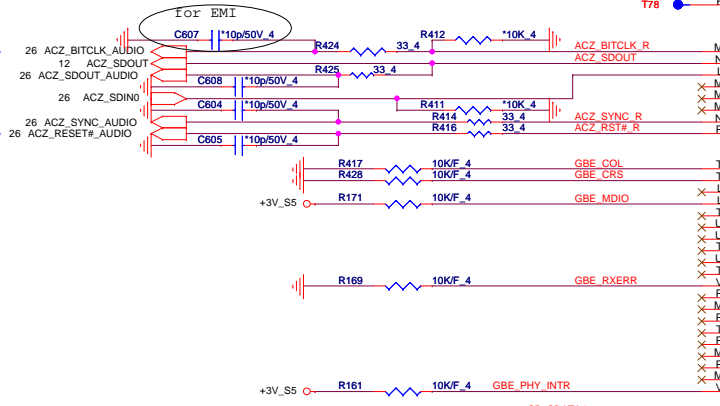 T78
for EMI
C607 *10p/50V_4
R412 *10K_4
26 ACZ_BITCLK_AUDIO R424 33_4 ACZ_BITCLK_R
12 ACZ_SDOUT ACZ_SDOUT
26 ACZ_SDOUT_AUDIO R425 33_4
C608 *10p/50V_4
26 ACZ_SDIN0
C604 *10p/50V_4 R411 *10K_4
26 ACZ_SYNC_AUDIO R414 33_4 ACZ_SYNC_R
26 ACZ_RESET#_AUDIO R416 33_4 ACZ_RST#_R
C605 *10p/50V_4
R417 10K/F_4 GBE_COL
R428 10K/F_4 GBE_CRS
+3V_S5 R171 10K/F_4 GBE_MDIO
R169 10K/F_4 GBE_RXERR
+3V_S5 R161 10K/F_4 GBE_PHY_INTR